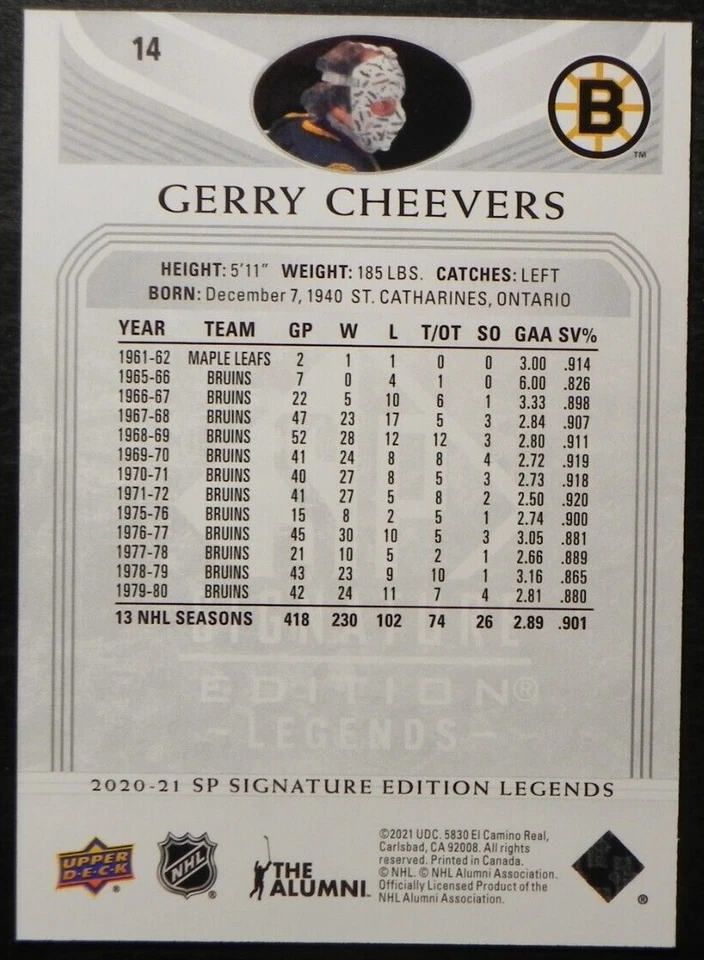 14
B
TM
GERRY CHEEVERS
HEIGHT: 5'11" WEIGHT: 185 LBS. CATCHES: LEFT
BORN: December 7, 1940 ST. CATHARINES, ONTARIO
YEAR TEAM GP W L T/OT SO GAA SV%
1961-62 MAPLE LEAFS 2 1 1 0 0 3.00 .914
1965-66 BRUINS 7 0 4 1 0 6.00 .826
1966-67 BRUINS 22 5 10 6 1 3.33 .898
1967-68 BRUINS 47 23 17 5 3 2.84 .907
1968-69 BRUINS 52 28 12 12 3 2.80 .911
1969-70 BRUINS 41 24 8 8 4 2.72 .919
1970-71 BRUINS 40 27 8 5 3 2.73 .918
1971-72 BRUINS 41 27 5 8 2 2.50 .920
1975-76 BRUINS 15 8 2 5 1 2.74 .900
1976-77 BRUINS 45 30 10 5 3 3.05 .881
1977-78 BRUINS 21 10 5 2 1 2.66 .889
1978-79 BRUINS 43 23 9 10 1 3.16 .865
1979-80 BRUINS 42 24 11 7 4 2.81 .880
13 NHL SEASONS 418 230 102 74 26 2.89 .901
SP
SIGNATURE
EDITION®
-LEGENDS-
2020-21 SP SIGNATURE EDITION LEGENDS
UPPER
D·E·C·K
®
NHL
®
THE
ALUMNI
©2021 UDC. 5830 El Camino Real,
Carlsbad, CA 92008. All rights
reserved. Printed in Canada.
© NHL. © NHL Alumni Association.
Officially Licensed Product of the
NHL Alumni Association.
®